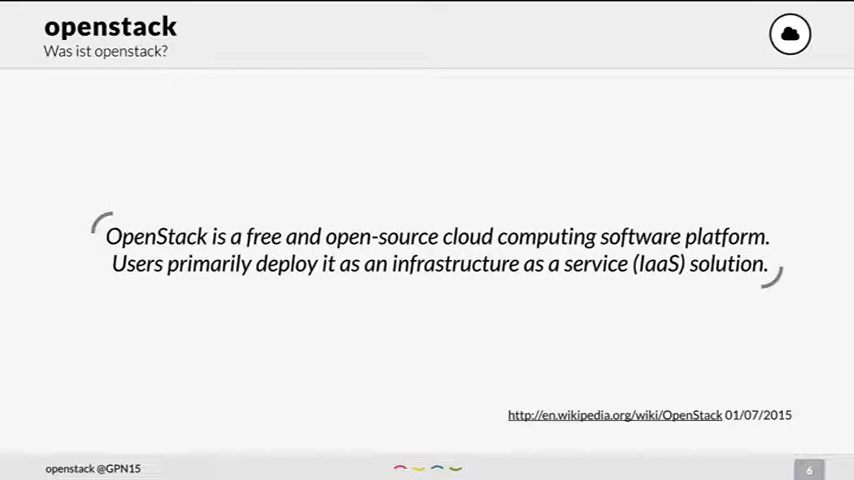 openstack
Was ist openstack?
OpenStack is a free and open-source cloud computing software platform.
Users primarily deploy it as an infrastructure as a service (IaaS) solution.
http://en.wikipedia.org/wiki/OpenStack 01/07/2015
openstack @GPN15
6